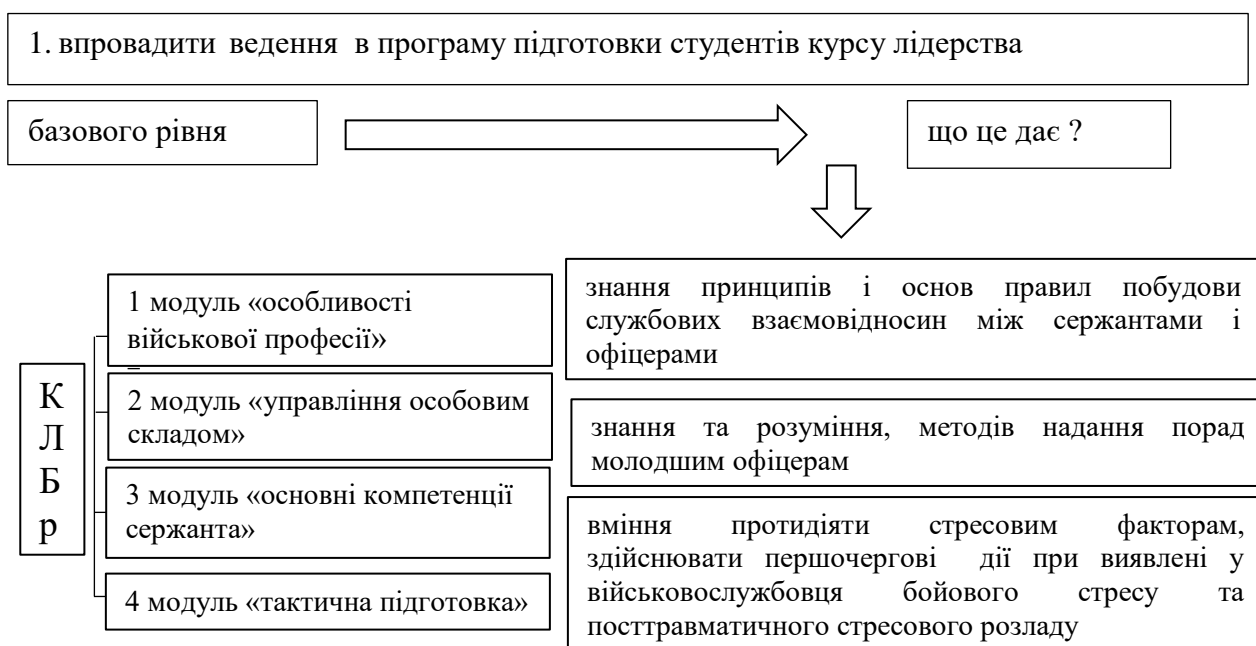 1. впровадити ведення в програму підготовки студентів курсу лідерства
базового рівня
що це дає ?
К
Л
Б
р
1 модуль «особливості
військової професії»
2 модуль «управління особовим
складом»
3 модуль «основні компетенції
сержанта»
4 модуль «тактична підготовка»
знання принципів і основ правил побудови
службових взаємовідносин між сержантами і
офіцерами
знання та розуміння, методів надання порад
молодшим офіцерам
вміння протидіяти стресовим факторам,
здійснювати першочергові дії при виявлені у
військовослужбовця бойового стресу та
посттравматичного стресового розладу